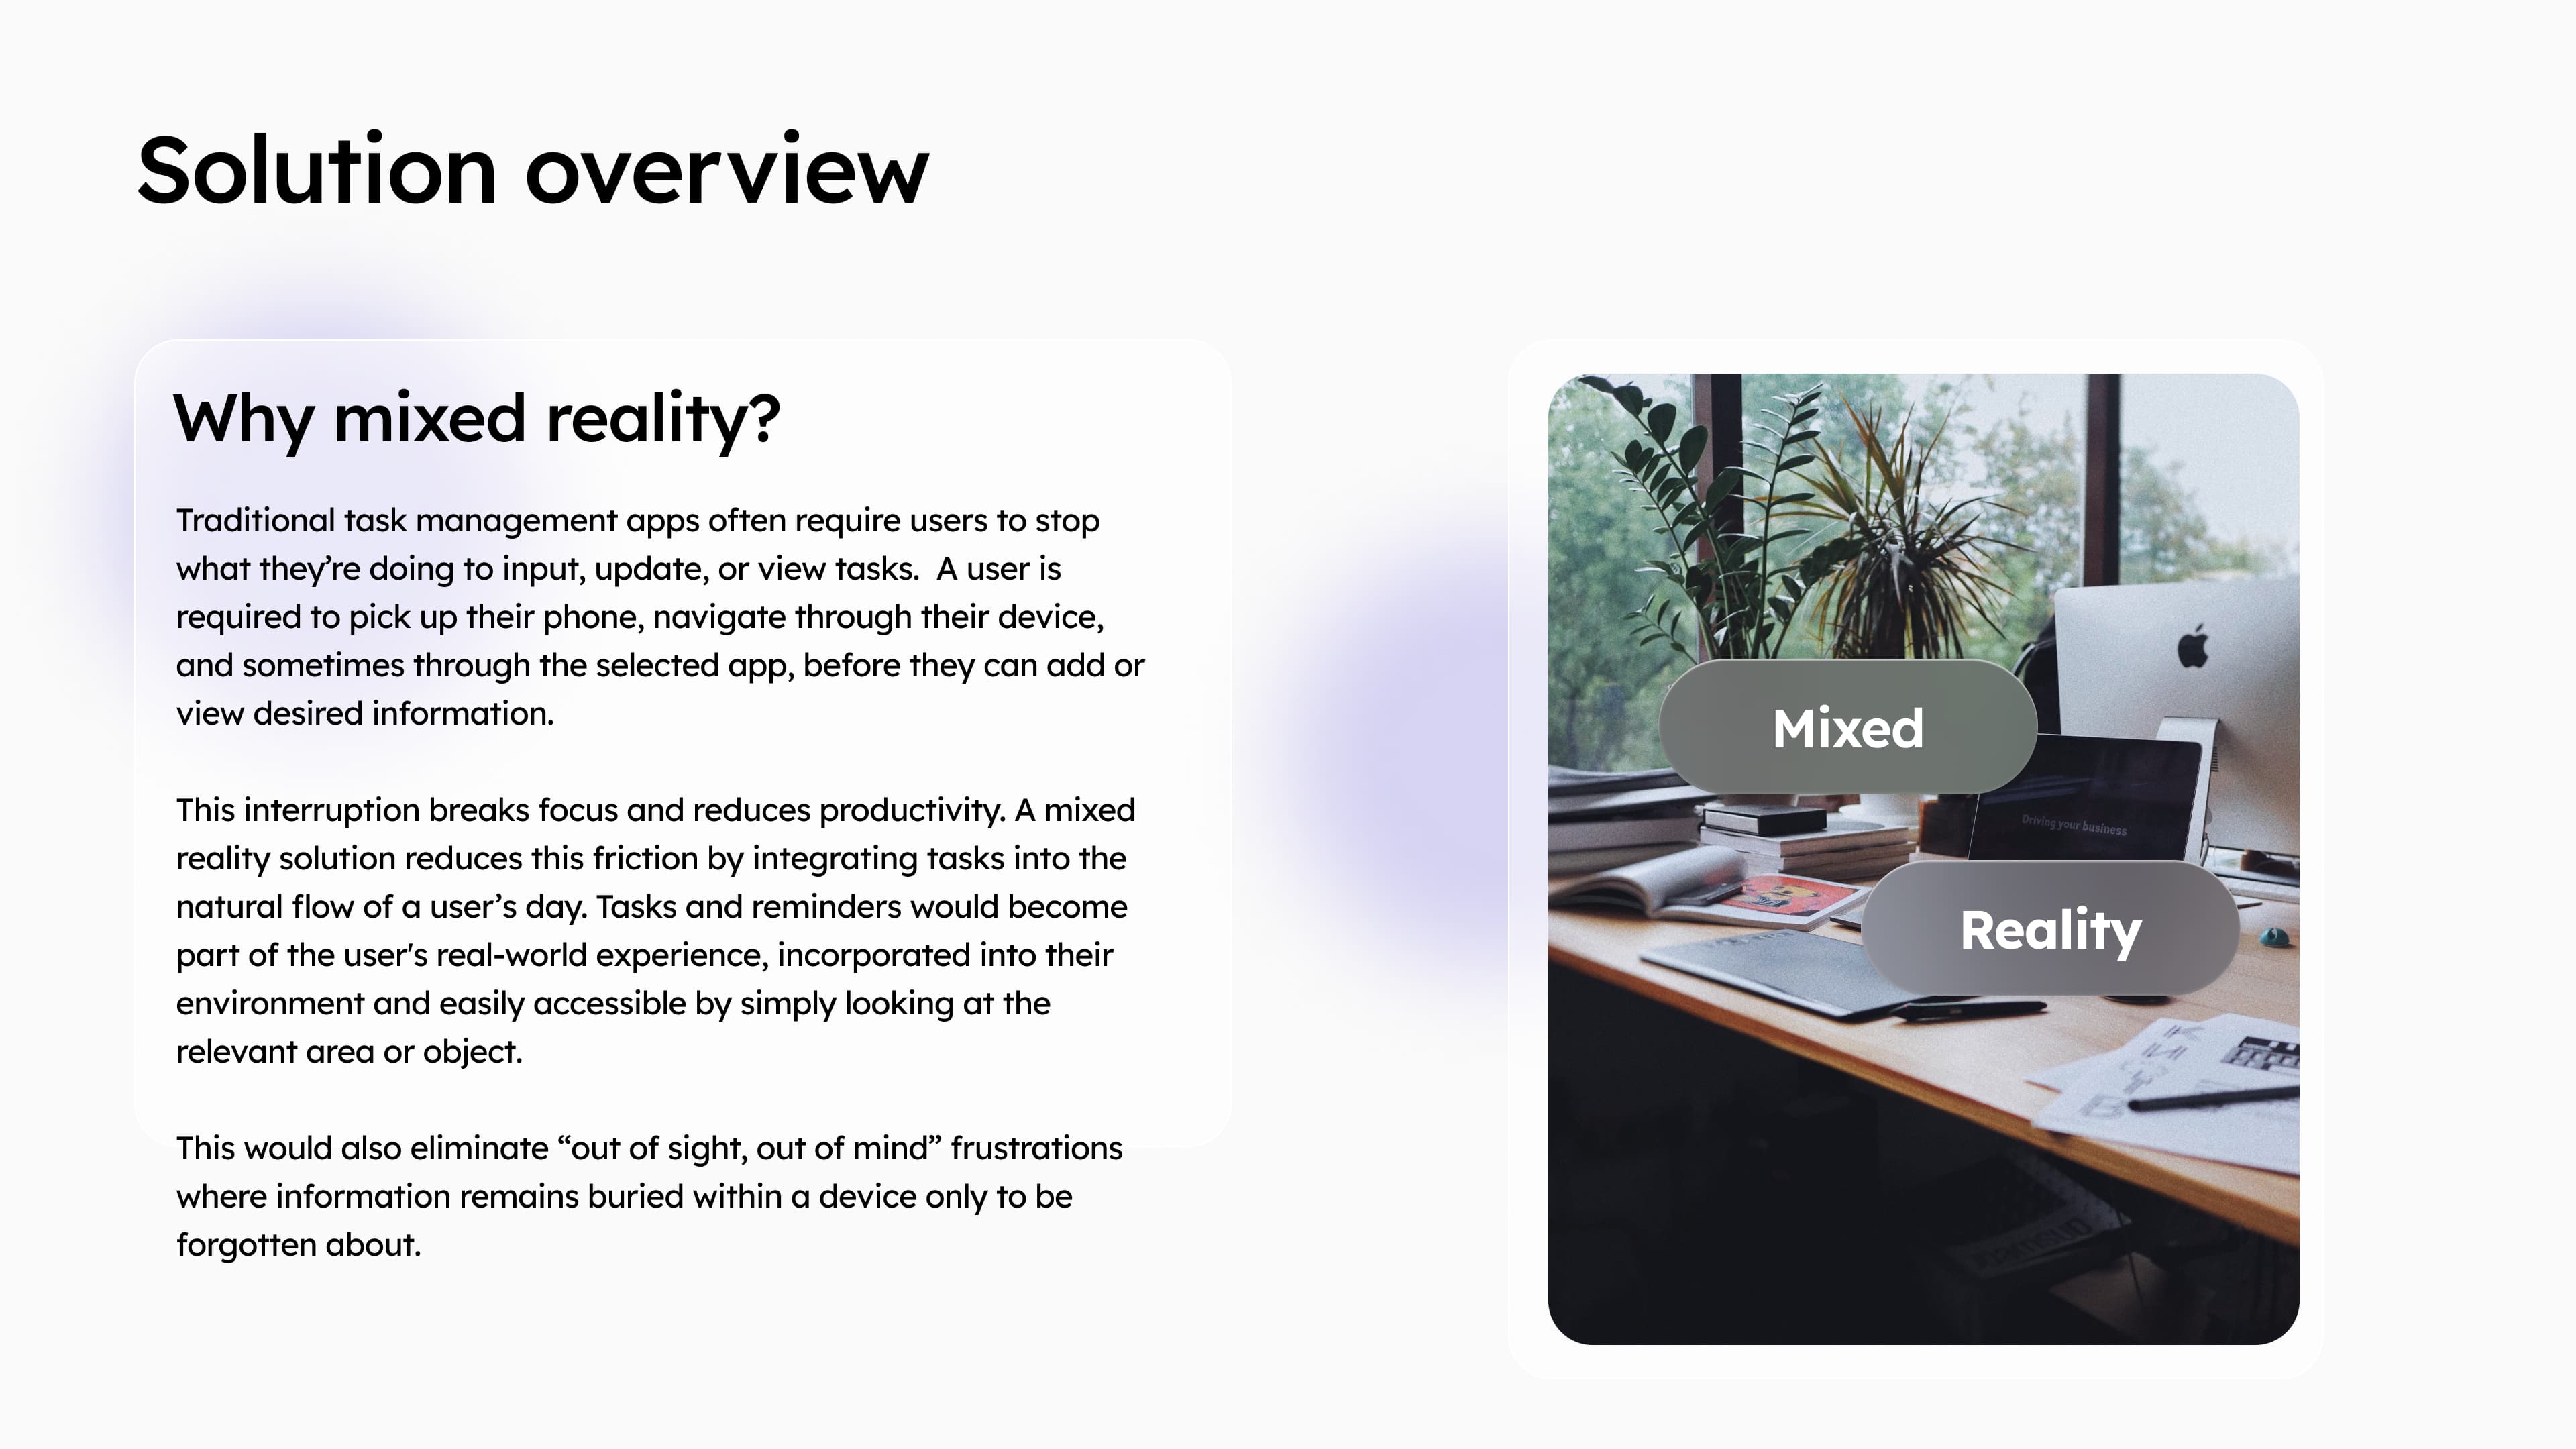 Solution overview
Why mixed reality?
Traditional task management apps often require users to stop
what they’re doing to input, update, or view tasks.  A user is
required to pick up their phone, navigate through their device,
and sometimes through the selected app, before they can add or
view desired information.
This interruption breaks focus and reduces productivity. A mixed
reality solution reduces this friction by integrating tasks into the
natural flow of a user’s day. Tasks and reminders would become
part of the user's real-world experience, incorporated into their
environment and easily accessible by simply looking at the
relevant area or object.
This would also eliminate “out of sight, out of mind” frustrations
where information remains buried within a device only to be
forgotten about.
Mixed
Driving your business
Reality